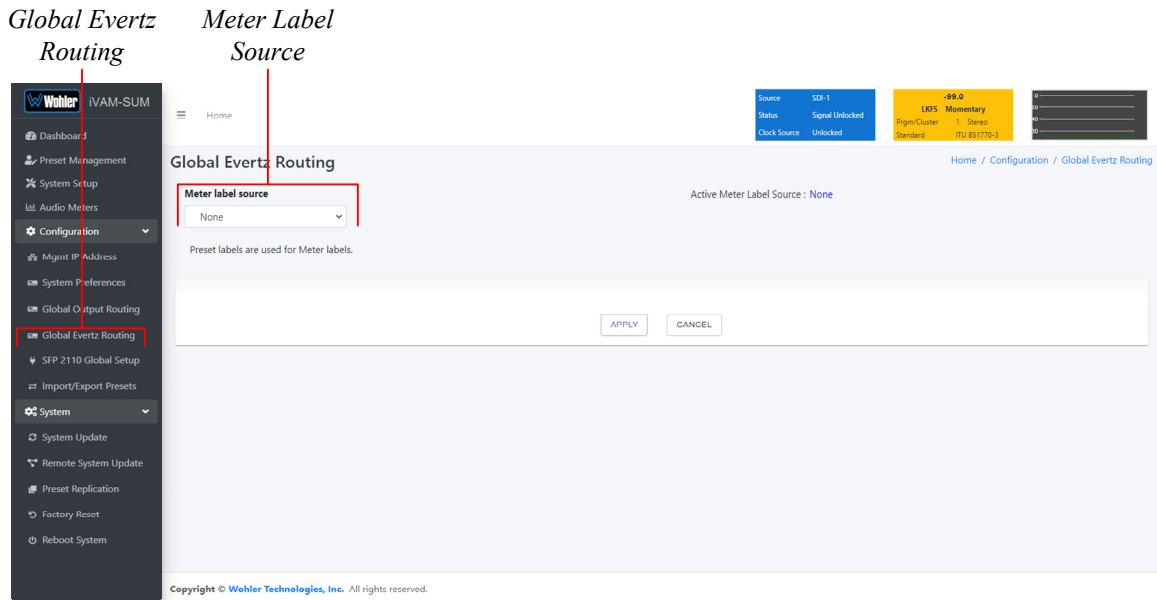 Global Evertz
Routing
Meter Label
Source
Wohler iVAM-SUM
Dashboard
Preset Management
System Setup
Audio Meters
Configuration
Mgmt IP Address
System Preferences
Global Output Routing
Global Evertz Routing
SFP 2110 Global Setup
Import/Export Presets
System
System Update
Remote System Update
Preset Replication
Factory Reset
Reboot System
Home
Source SDI-1
Status Signal Unlocked
Clock Source Unlocked
-99.0
LKFS Momentary
Prgm/Cluster 1 Stereo
Standard ITU BS1770-3
0
20
40
Global Evertz Routing
Home / Configuration / Global Evertz Routing
Meter label source
None
Active Meter Label Source : None
Preset labels are used for Meter labels.
APPLY CANCEL
Copyright © Wohler Technologies, Inc. All rights reserved.